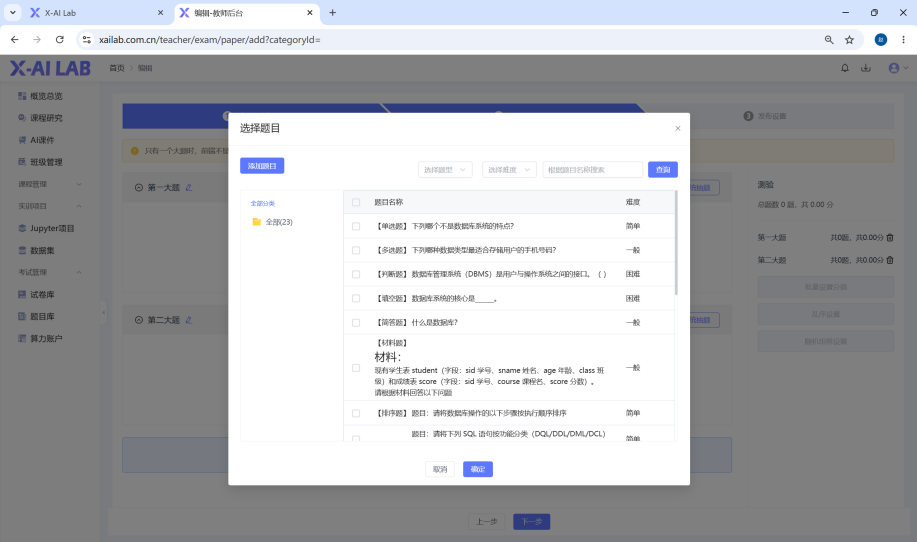 X-AI Lab
编辑-教师后台
xailab.com.cn/teacher/exam/paper/add?categoryId=
X-AI LAB
首页 > 编辑
概览总览
课程研究
AI课件
班级管理
课程管理
实训项目
Jupyter项目
数据集
考试管理
试卷库
题目库
算力账户
3 发布设置
只有一个大题时，前端不
第一大题
第二大题
测验
总题数 0 题，共 0.00 分
第一大题 共0题，共0.00分
第二大题 共0题，共0.00分
批量设置分数
乱序设置
上一步
下一步
选择题目
添加题目
选择题型
选择难度
根据题目名称搜索
查询
全部分类
全部(23)
题目名称 难度
【单选题】 下列哪个不是数据库系统的特点? 简单
【多选题】 下列哪种数据类型最适合存储用户的手机号码? 一般
【判断题】 数据库管理系统（DBMS）是用户与操作系统之间的接口。（ ） 困难
【填空题】 数据库系统的核心是______。 困难
【简答题】 什么是数据库? 一般
【材料题】
材料：
现有学生表 student（字段：sid 学号、sname 姓名、age 年龄、class 班
级）和成绩表 score（字段：sid 学号、course 课程名、score 分数）。
请根据材料回答以下问题
一般
【排序题】 题目：请将数据库操作的以下步骤按执行顺序排序 简单
题目：请将下列 SQL 语句按功能分类（DQL/DDL/DML/DCL）
简单
取消
确定